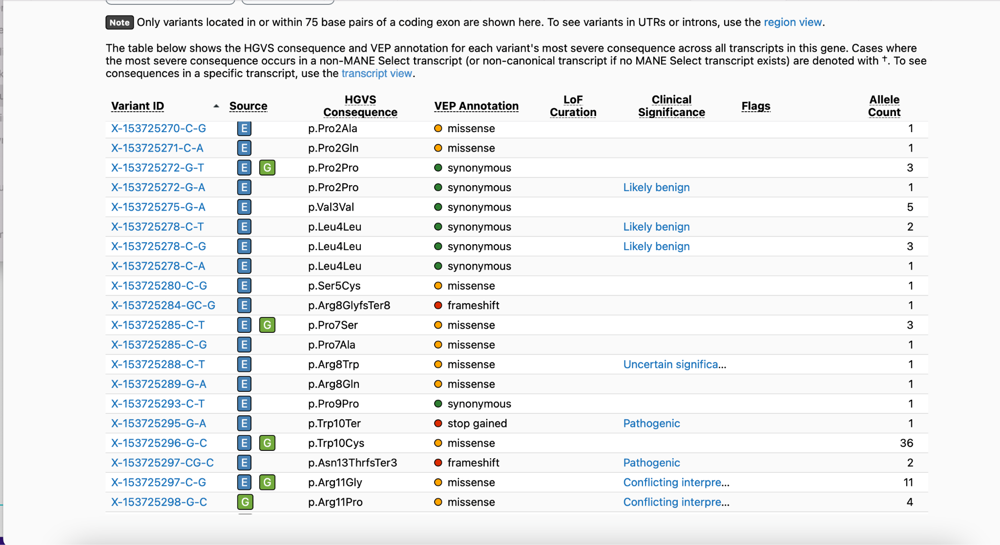 Note Only variants located in or within 75 base pairs of a coding exon are shown here. To see variants in UTRs or introns, use the region view.
The table below shows the HGVS consequence and VEP annotation for each variant's most severe consequence across all transcripts in this gene. Cases where
the most severe consequence occurs in a non-MANE Select transcript (or non-canonical transcript if no MANE Select transcript exists) are denoted with †. To see
consequences in a specific transcript, use the transcript view.
Variant ID Source HGVS Consequence VEP Annotation LoF Curation Clinical Significance Flags Allele Count
X-153725270-C-G E p.Pro2Ala missense 1
X-153725271-C-A E p.Pro2Gln missense 1
X-153725272-G-T E G p.Pro2Pro synonymous 3
X-153725272-G-A E p.Pro2Pro synonymous Likely benign 1
X-153725275-G-A E p.Val3Val synonymous 5
X-153725278-C-T E p.Leu4Leu synonymous Likely benign 2
X-153725278-C-G E p.Leu4Leu synonymous Likely benign 3
X-153725278-C-A E p.Leu4Leu synonymous 1
X-153725280-C-G E p.Ser5Cys missense 1
X-153725284-GC-G E p.Arg8GlyfsTer8 frameshift 1
X-153725285-C-T E G p.Pro7Ser missense 3
X-153725285-C-G E p.Pro7Ala missense 1
X-153725288-C-T E p.Arg8Trp missense Uncertain significa... 1
X-153725289-G-A E p.Arg8Gln missense 1
X-153725293-C-T E p.Pro9Pro synonymous 1
X-153725295-G-A E p.Trp10Ter stop gained Pathogenic 1
X-153725296-G-C E G p.Trp10Cys missense 36
X-153725297-CG-C E p.Asn13ThrfsTer3 frameshift Pathogenic 2
X-153725297-C-G E G p.Arg11Gly missense Conflicting interpre... 11
X-153725298-G-C G p.Arg11Pro missense Conflicting interpre... 4